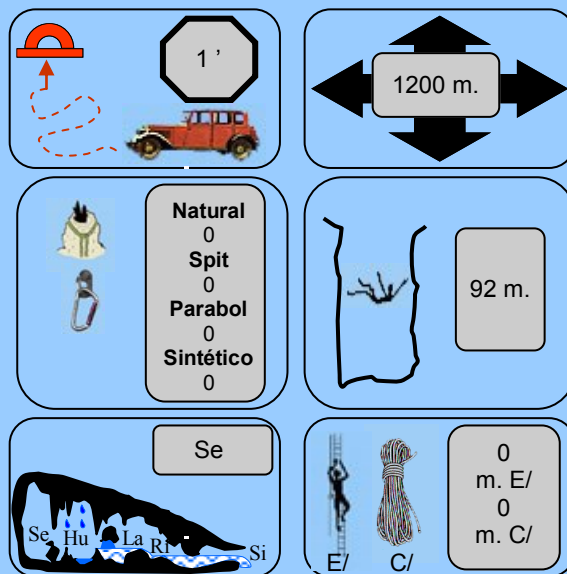 1 ’
1200 m.
Natural
0
Spit
0
Parabol
0
Sintético
0
92 m.
Se
Se
Hu
La
Ri
Si
0
m. E/
0
m. C/
E/
C/